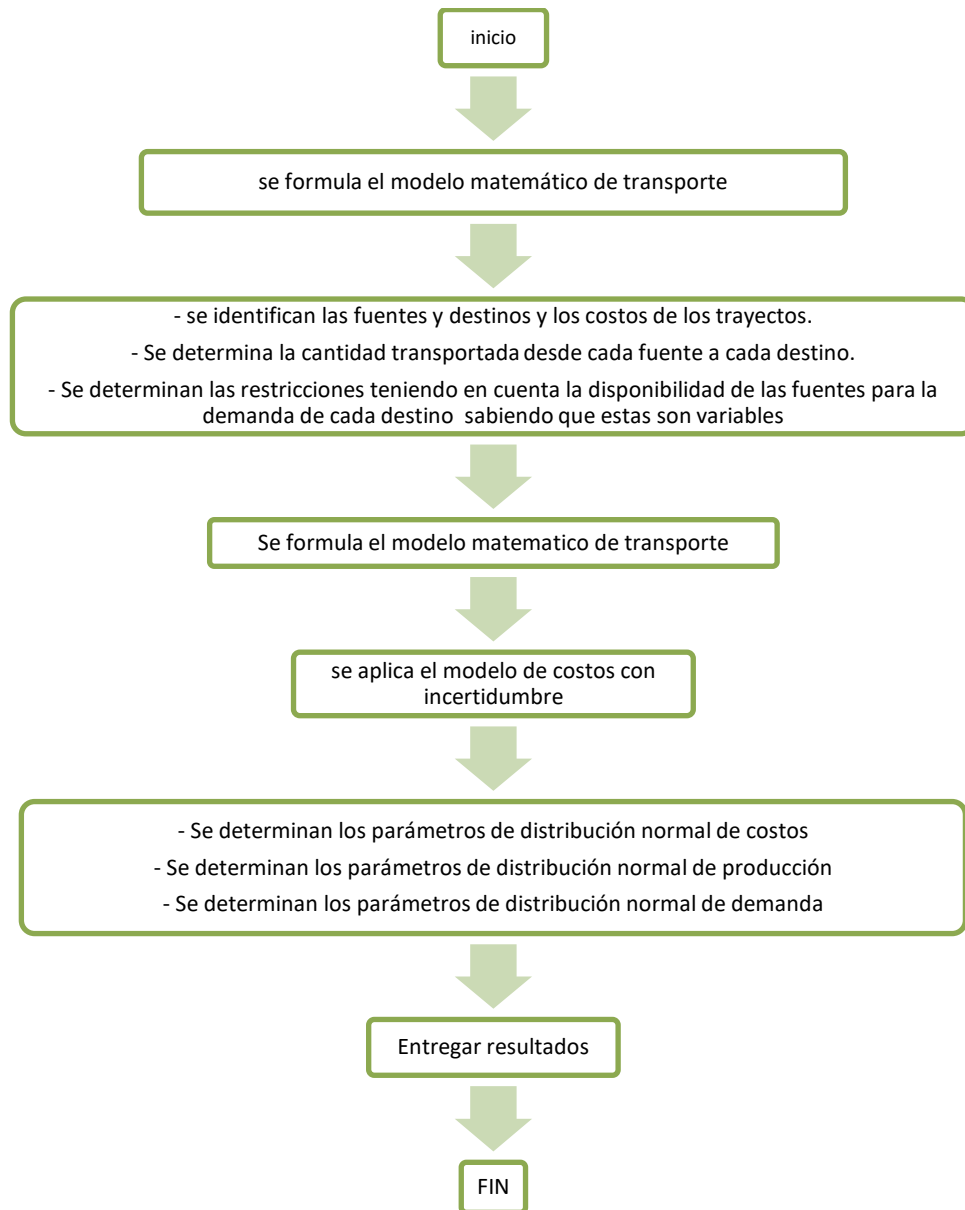 inicio
se formula el modelo matemático de transporte
- se identifican las fuentes y destinos y los costos de los trayectos.
- Se determina la cantidad transportada desde cada fuente a cada destino.
- Se determinan las restricciones teniendo en cuenta la disponibilidad de las fuentes para la
demanda de cada destino sabiendo que estas son variables
Se formula el modelo matematico de transporte
se aplica el modelo de costos con
incertidumbre
- Se determinan los parámetros de distribución normal de costos
- Se determinan los parámetros de distribución normal de producción
- Se determinan los parámetros de distribución normal de demanda
Entregar resultados
FIN